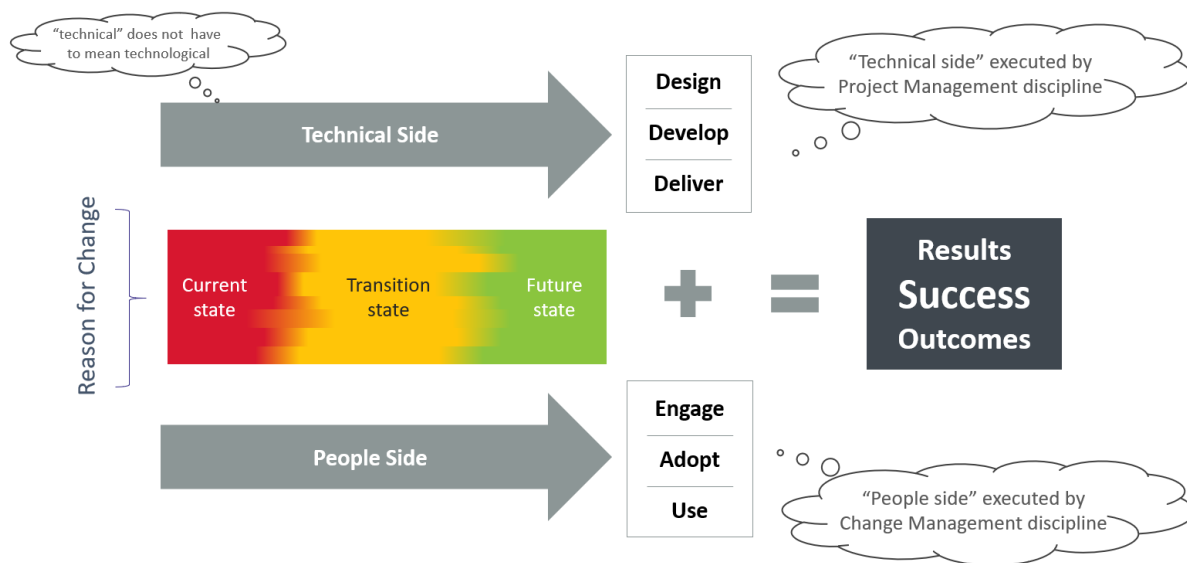 “technical” does not have
to mean technological
“Technical side” executed by
Project Management discipline
Technical Side
Design
Develop
Deliver
Reason for Change
Current
state
Transition
state
Future
state
Results
Success
Outcomes
People Side
Engage
Adopt
Use
“People side” executed by
Change Management discipline